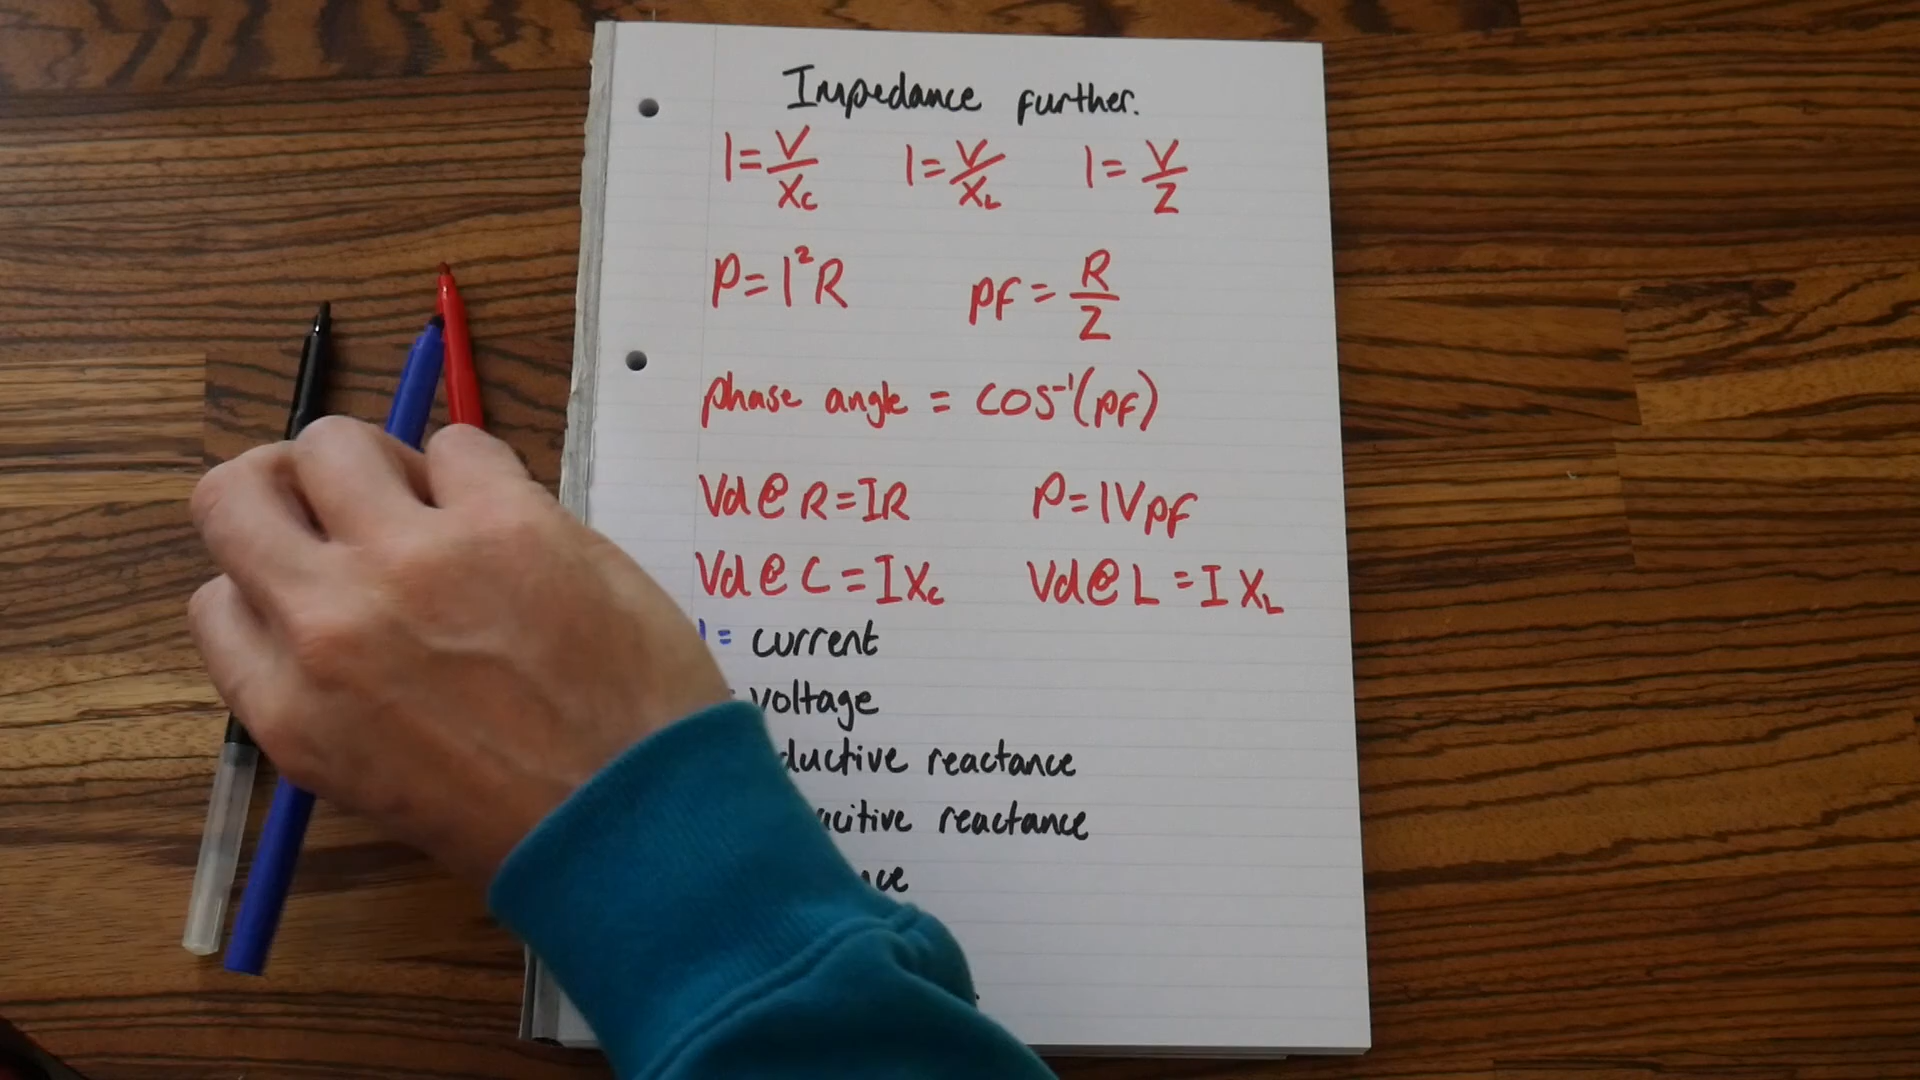 Impedance further.
I = V/Xc I = V/XL I = V/Z
P = I²R pf = R/Z
phase angle = cos⁻¹(pf)
Vd @ R = IR P = IVpf
Vd @ C = IXc Vd @ L = IXL
I = current
voltage
ductive reactance
acitive reactance